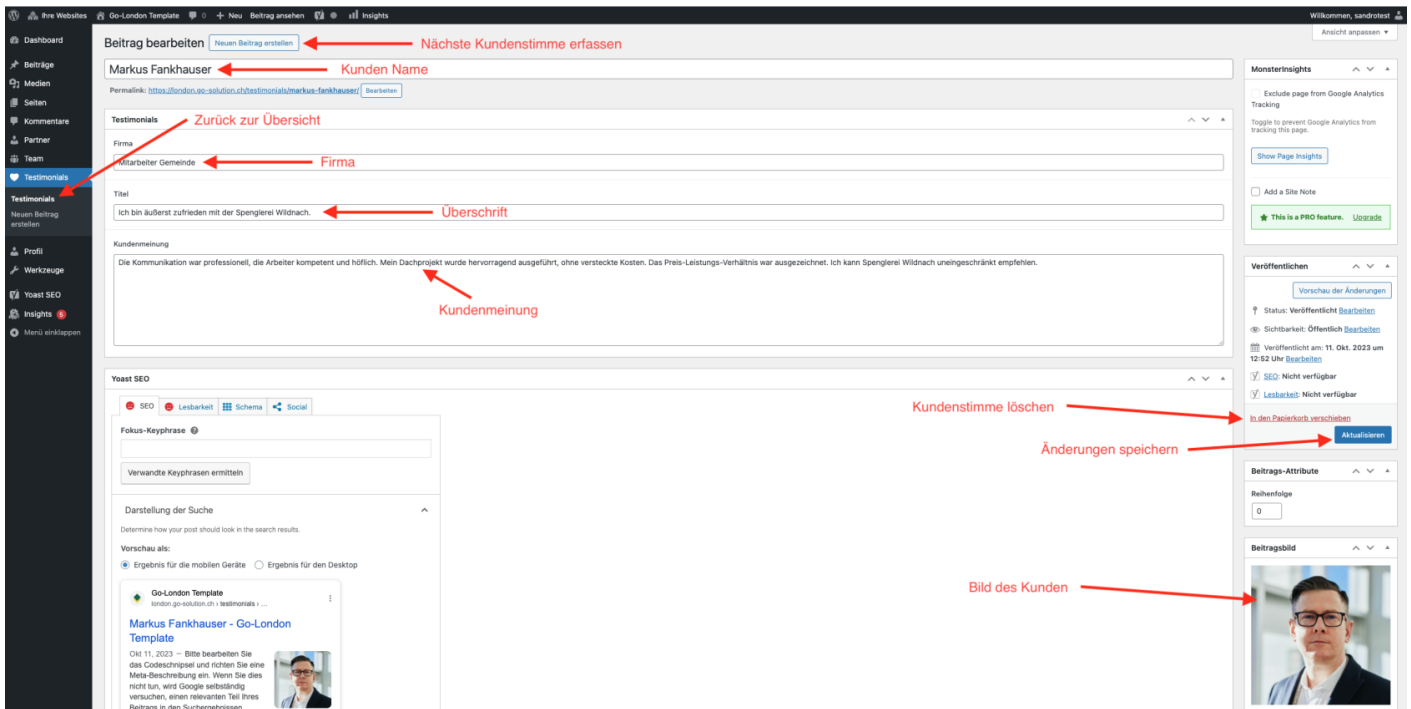 Ihre Websites Go-London Template 0 + Neu Beitrag ansehen Insights Willkommen, sandrotest
Ansicht anpassen
Dashboard
Beiträge
Medien
Seiten
Kommentare
Partner
Team
Testimonials
Testimonials
Neuen Beitrag
erstellen
Profil
Werkzeuge
Yoast SEO
Insights 5
Menü einklappen
Zurück zur Übersicht
Beitrag bearbeiten Neuen Beitrag erstellen Nächste Kundenstimme erfassen
Markus Fankhauser Kunden Name
Permalink: https://london.go-solution.ch/testimonials/markus-fankhauser/ Bearbeiten
Testimonials
Firma
Mitarbeiter Gemeinde Firma
Titel
Ich bin äußerst zufrieden mit der Spenglerei Wildnach. Überschrift
Kundenmeinung
Die Kommunikation war professionell, die Arbeiter kompetent und höflich. Mein Dachprojekt wurde hervorragend ausgeführt, ohne versteckte Kosten. Das Preis-Leistungs-Verhältnis war ausgezeichnet. Ich kann Spenglerei Wildnach uneingeschränkt empfehlen.
Kundenmeinung
Yoast SEO
SEO Lesbarkeit Schema Social
Fokus-Keyphrase
Verwandte Keyphrasen ermitteln
Darstellung der Suche
Determine how your post should look in the search results.
Vorschau als:
Ergebnis für die mobilen Geräte Ergebnis für den Desktop
Go-London Template
london.go-solution.ch › testimonials › ...
Markus Fankhauser - Go-London
Template
Okt 11, 2023 – Bitte bearbeiten Sie
das Codeschnipsel und richten Sie eine
Meta-Beschreibung ein. Wenn Sie dies
nicht tun, wird Google selbständig
versuchen, einen relevanten Teil Ihres
Beitrags in den Suchergebnissen
MonsterInsights
Exclude page from Google Analytics
Tracking
Toggle to prevent Google Analytics from
tracking this page.
Show Page Insights
Add a Site Note
This is a PRO feature. Upgrade
Veröffentlichen
Vorschau der Änderungen
Status: Veröffentlicht Bearbeiten
Sichtbarkeit: Öffentlich Bearbeiten
Veröffentlicht am: 11. Okt. 2023 um
12:52 Uhr Bearbeiten
SEO: Nicht verfügbar
Lesbarkeit: Nicht verfügbar
Kundenstimme löschen
In den Papierkorb verschieben
Aktualisieren
Änderungen speichern
Beitrags-Attribute
Reihenfolge
0
Beitragsbild
Bild des Kunden